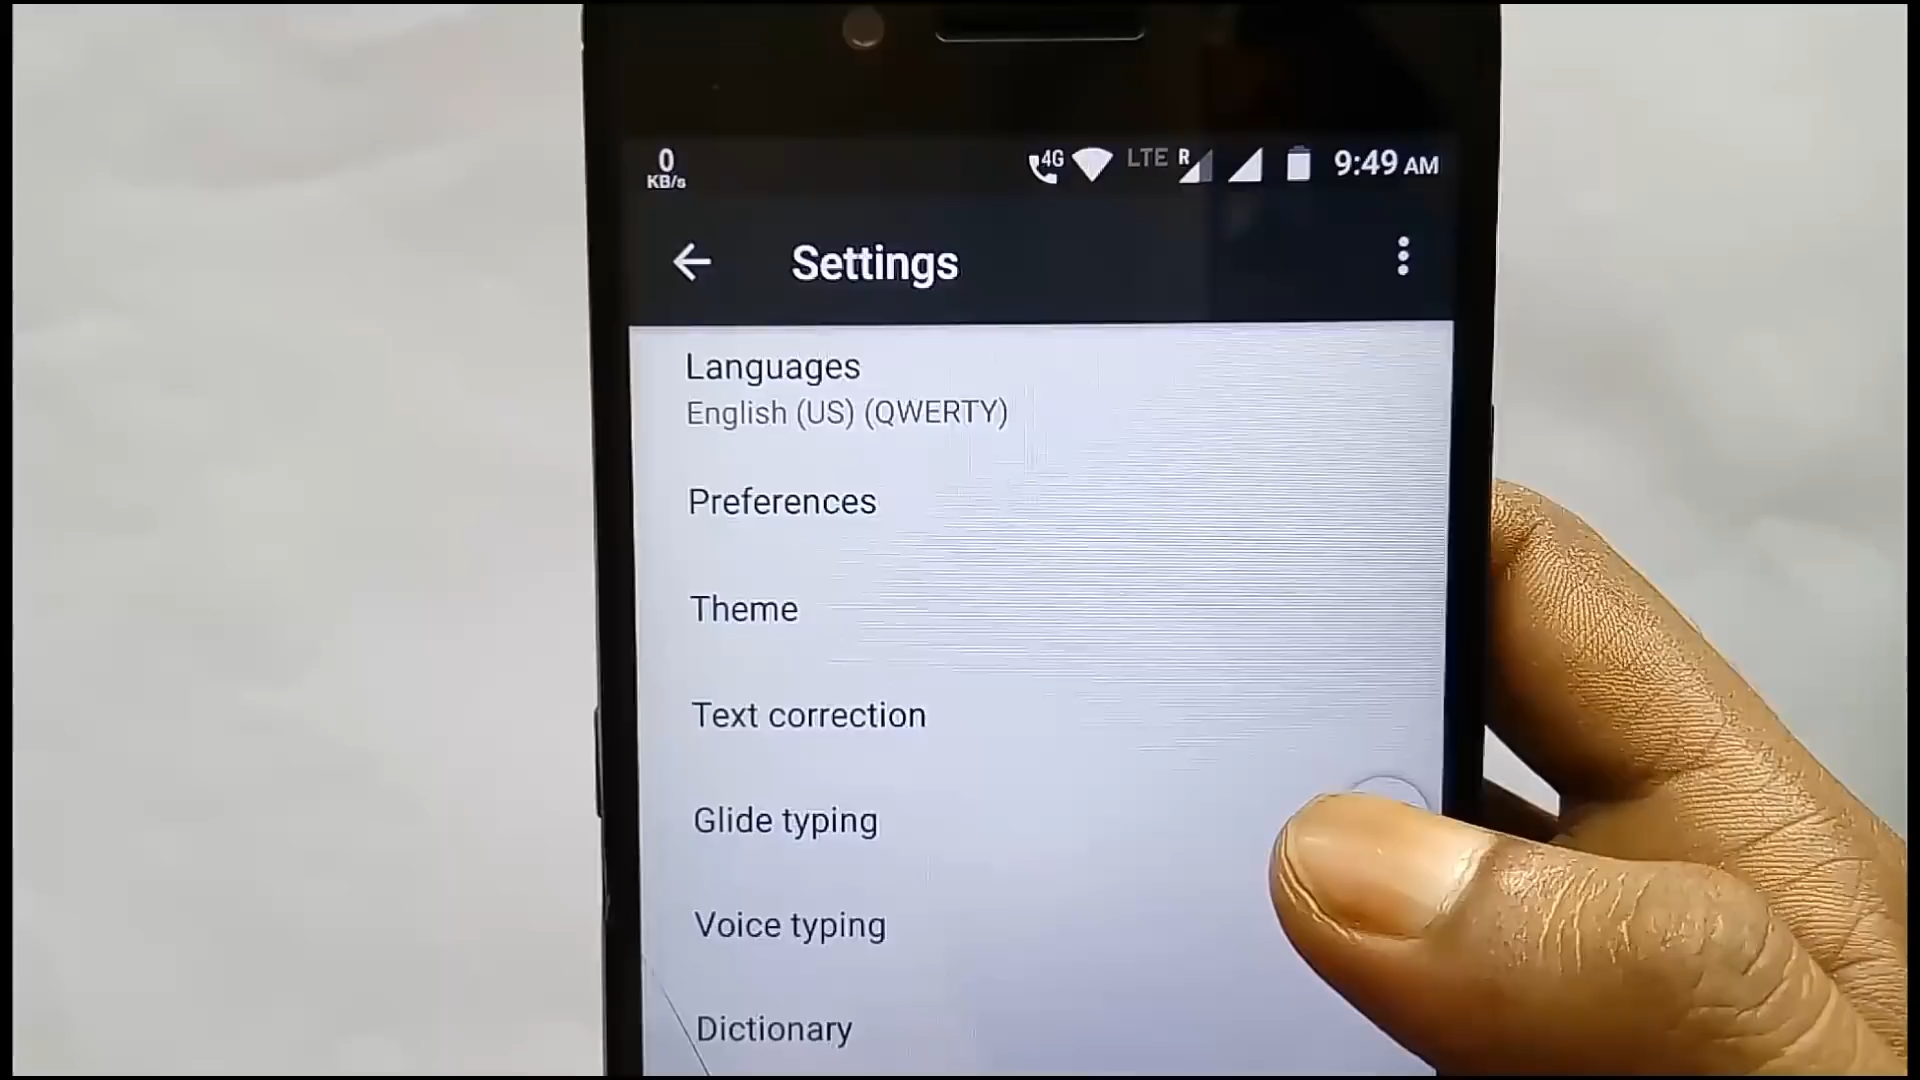 0
KB/s
4G LTE R 9:49 AM
Settings
Languages
English (US) (QWERTY)
Preferences
Theme
Text correction
Glide typing
Voice typing
Dictionary